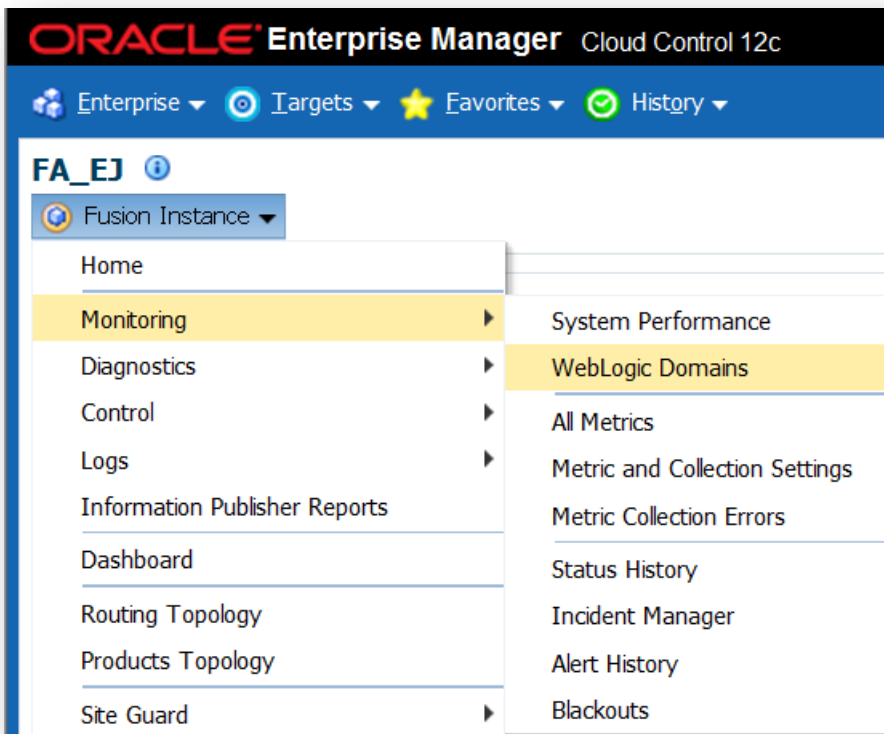 ORACLE Enterprise Manager Cloud Control 12c
Enterprise Targets Favorites History
FA_EJ
Fusion Instance
Home
Monitoring
Diagnostics
Control
Logs
Information Publisher Reports
Dashboard
Routing Topology
Products Topology
Site Guard
System Performance
WebLogic Domains
All Metrics
Metric and Collection Settings
Metric Collection Errors
Status History
Incident Manager
Alert History
Blackouts